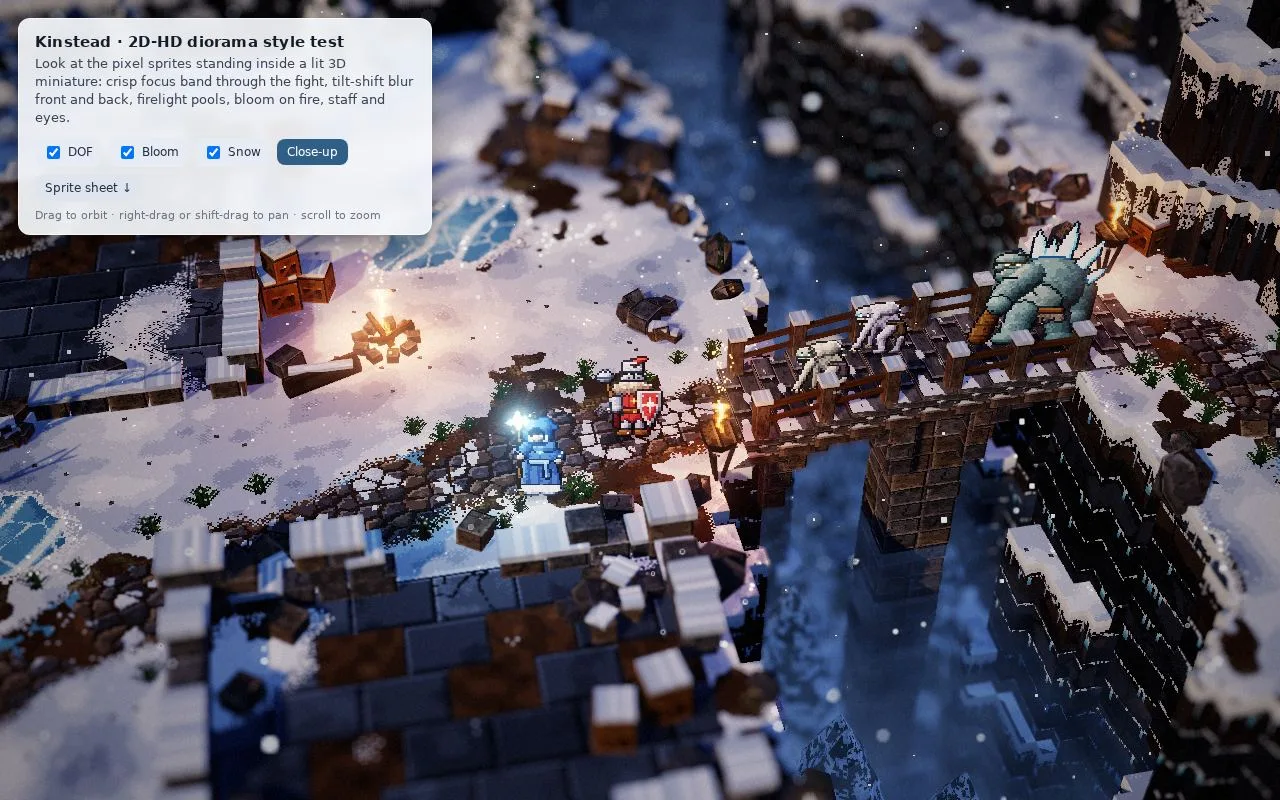 Kinstead · 2D-HD diorama style test
Look at the pixel sprites standing inside a lit 3D
miniature: crisp focus band through the fight, tilt-shift blur
front and back, firelight pools, bloom on fire, staff and
eyes.
DOF Bloom Snow Close-up
Sprite sheet ↓
Drag to orbit · right-drag or shift-drag to pan · scroll to zoom